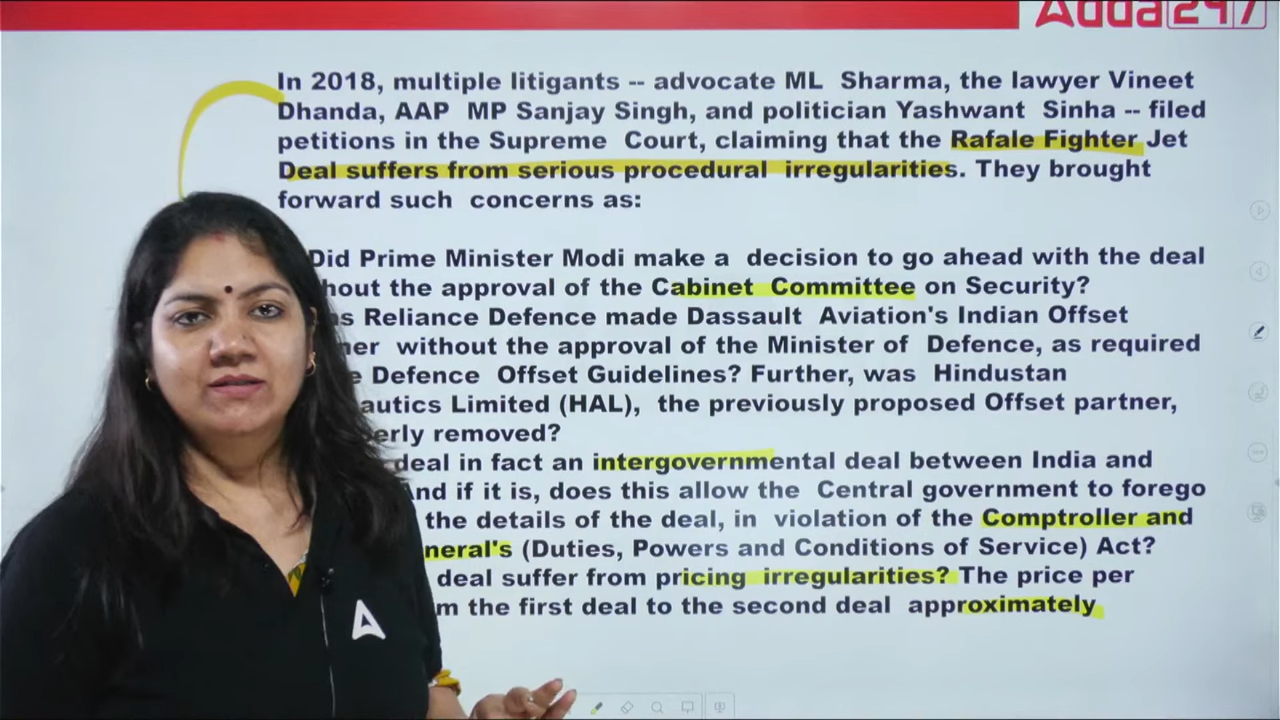 Adda247
In 2018, multiple litigants -- advocate ML Sharma, the lawyer Vineet
Dhanda, AAP MP Sanjay Singh, and politician Yashwant Sinha -- filed
petitions in the Supreme Court, claiming that the Rafale Fighter Jet
Deal suffers from serious procedural irregularities. They brought
forward such concerns as:
Did Prime Minister Modi make a decision to go ahead with the deal
hout the approval of the Cabinet Committee on Security?
s Reliance Defence made Dassault Aviation's Indian Offset
ner without the approval of the Minister of Defence, as required
e Defence Offset Guidelines? Further, was Hindustan
autics Limited (HAL), the previously proposed Offset partner,
erly removed?
deal in fact an intergovernmental deal between India and
And if it is, does this allow the Central government to forego
the details of the deal, in violation of the Comptroller and
neral's (Duties, Powers and Conditions of Service) Act?
deal suffer from pricing irregularities? The price per
m the first deal to the second deal approximately